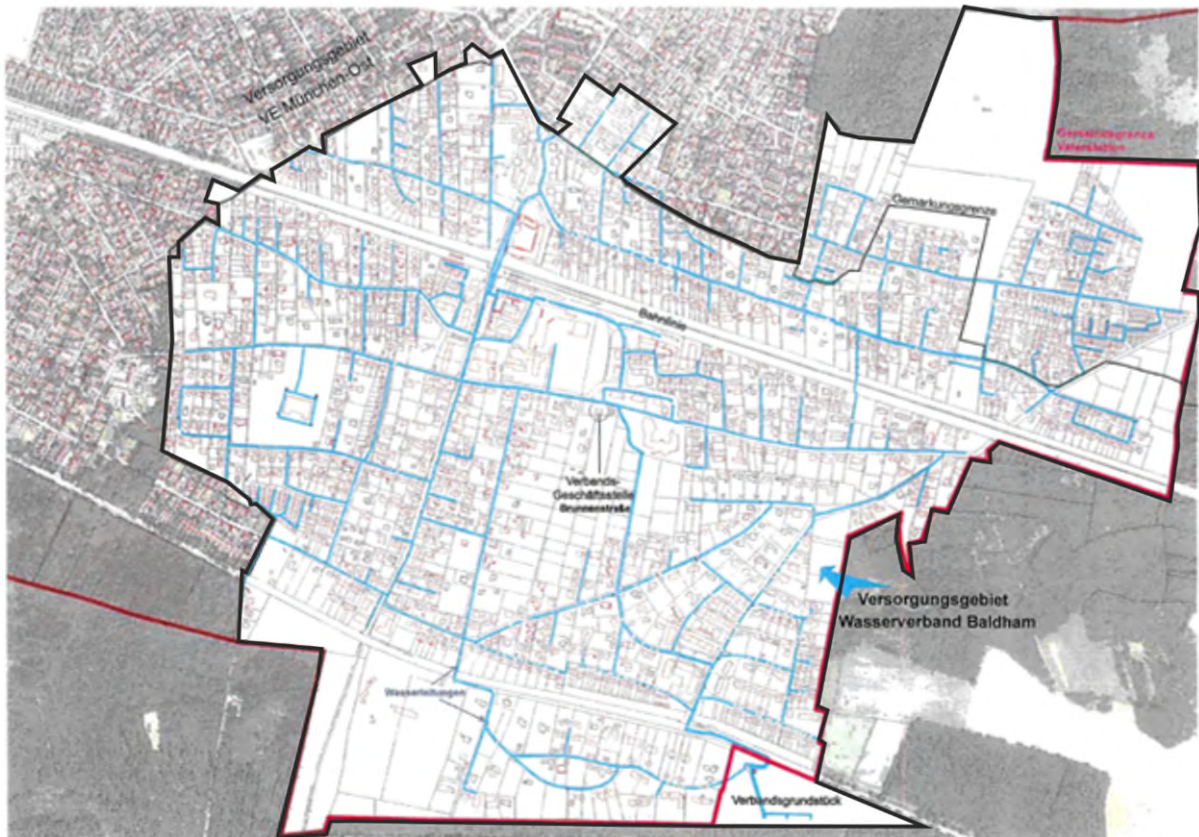 Versorgungsgebiet
VE-München-Ost
Gemeindegrenze
Vaterstetten
Gemarkungsgrenze
Bahnlinie
Verbands-
Geschäftsstelle
Brunnenstraße
Versorgungsgebiet
Wasserverband Baldham
Wasserleitungen
Verbandsgrundstück